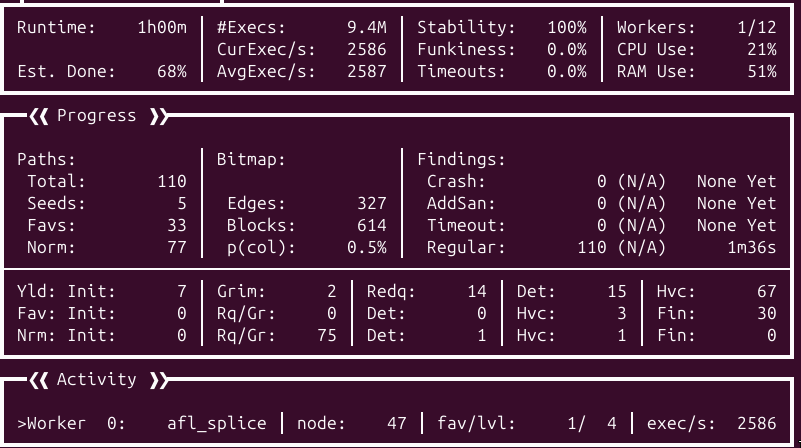 Runtime: 1h00m #Execs: 9.4M Stability: 100% Workers: 1/12
CurExec/s: 2586 Funkiness: 0.0% CPU Use: 21%
Est. Done: 68% AvgExec/s: 2587 Timeouts: 0.0% RAM Use: 51%
❮❮ Progress ❯❯
Paths: Bitmap: Findings:
Total: 110 Crash: 0 (N/A) None Yet
Seeds: 5 Edges: 327 AddSan: 0 (N/A) None Yet
Favs: 33 Blocks: 614 Timeout: 0 (N/A) None Yet
Norm: 77 p(col): 0.5% Regular: 110 (N/A) 1m36s
Yld: Init: 7 Grim: 2 Redq: 14 Det: 15 Hvc: 67
Fav: Init: 0 Rq/Gr: 0 Det: 0 Hvc: 3 Fin: 30
Nrm: Init: 0 Rq/Gr: 75 Det: 1 Hvc: 1 Fin: 0
❮❮ Activity ❯❯
>Worker 0: afl_splice node: 47 fav/lvl: 1/ 4 exec/s: 2586